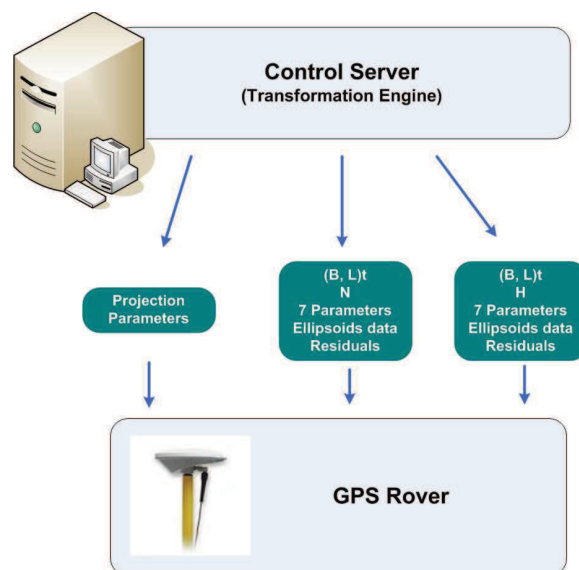 Control Server
(Transformation Engine)
Projection
Parameters
(B, L)t
N
7 Parameters
Ellipsoids data
Residuals
(B, L)t
H
7 Parameters
Ellipsoids data
Residuals
GPS Rover